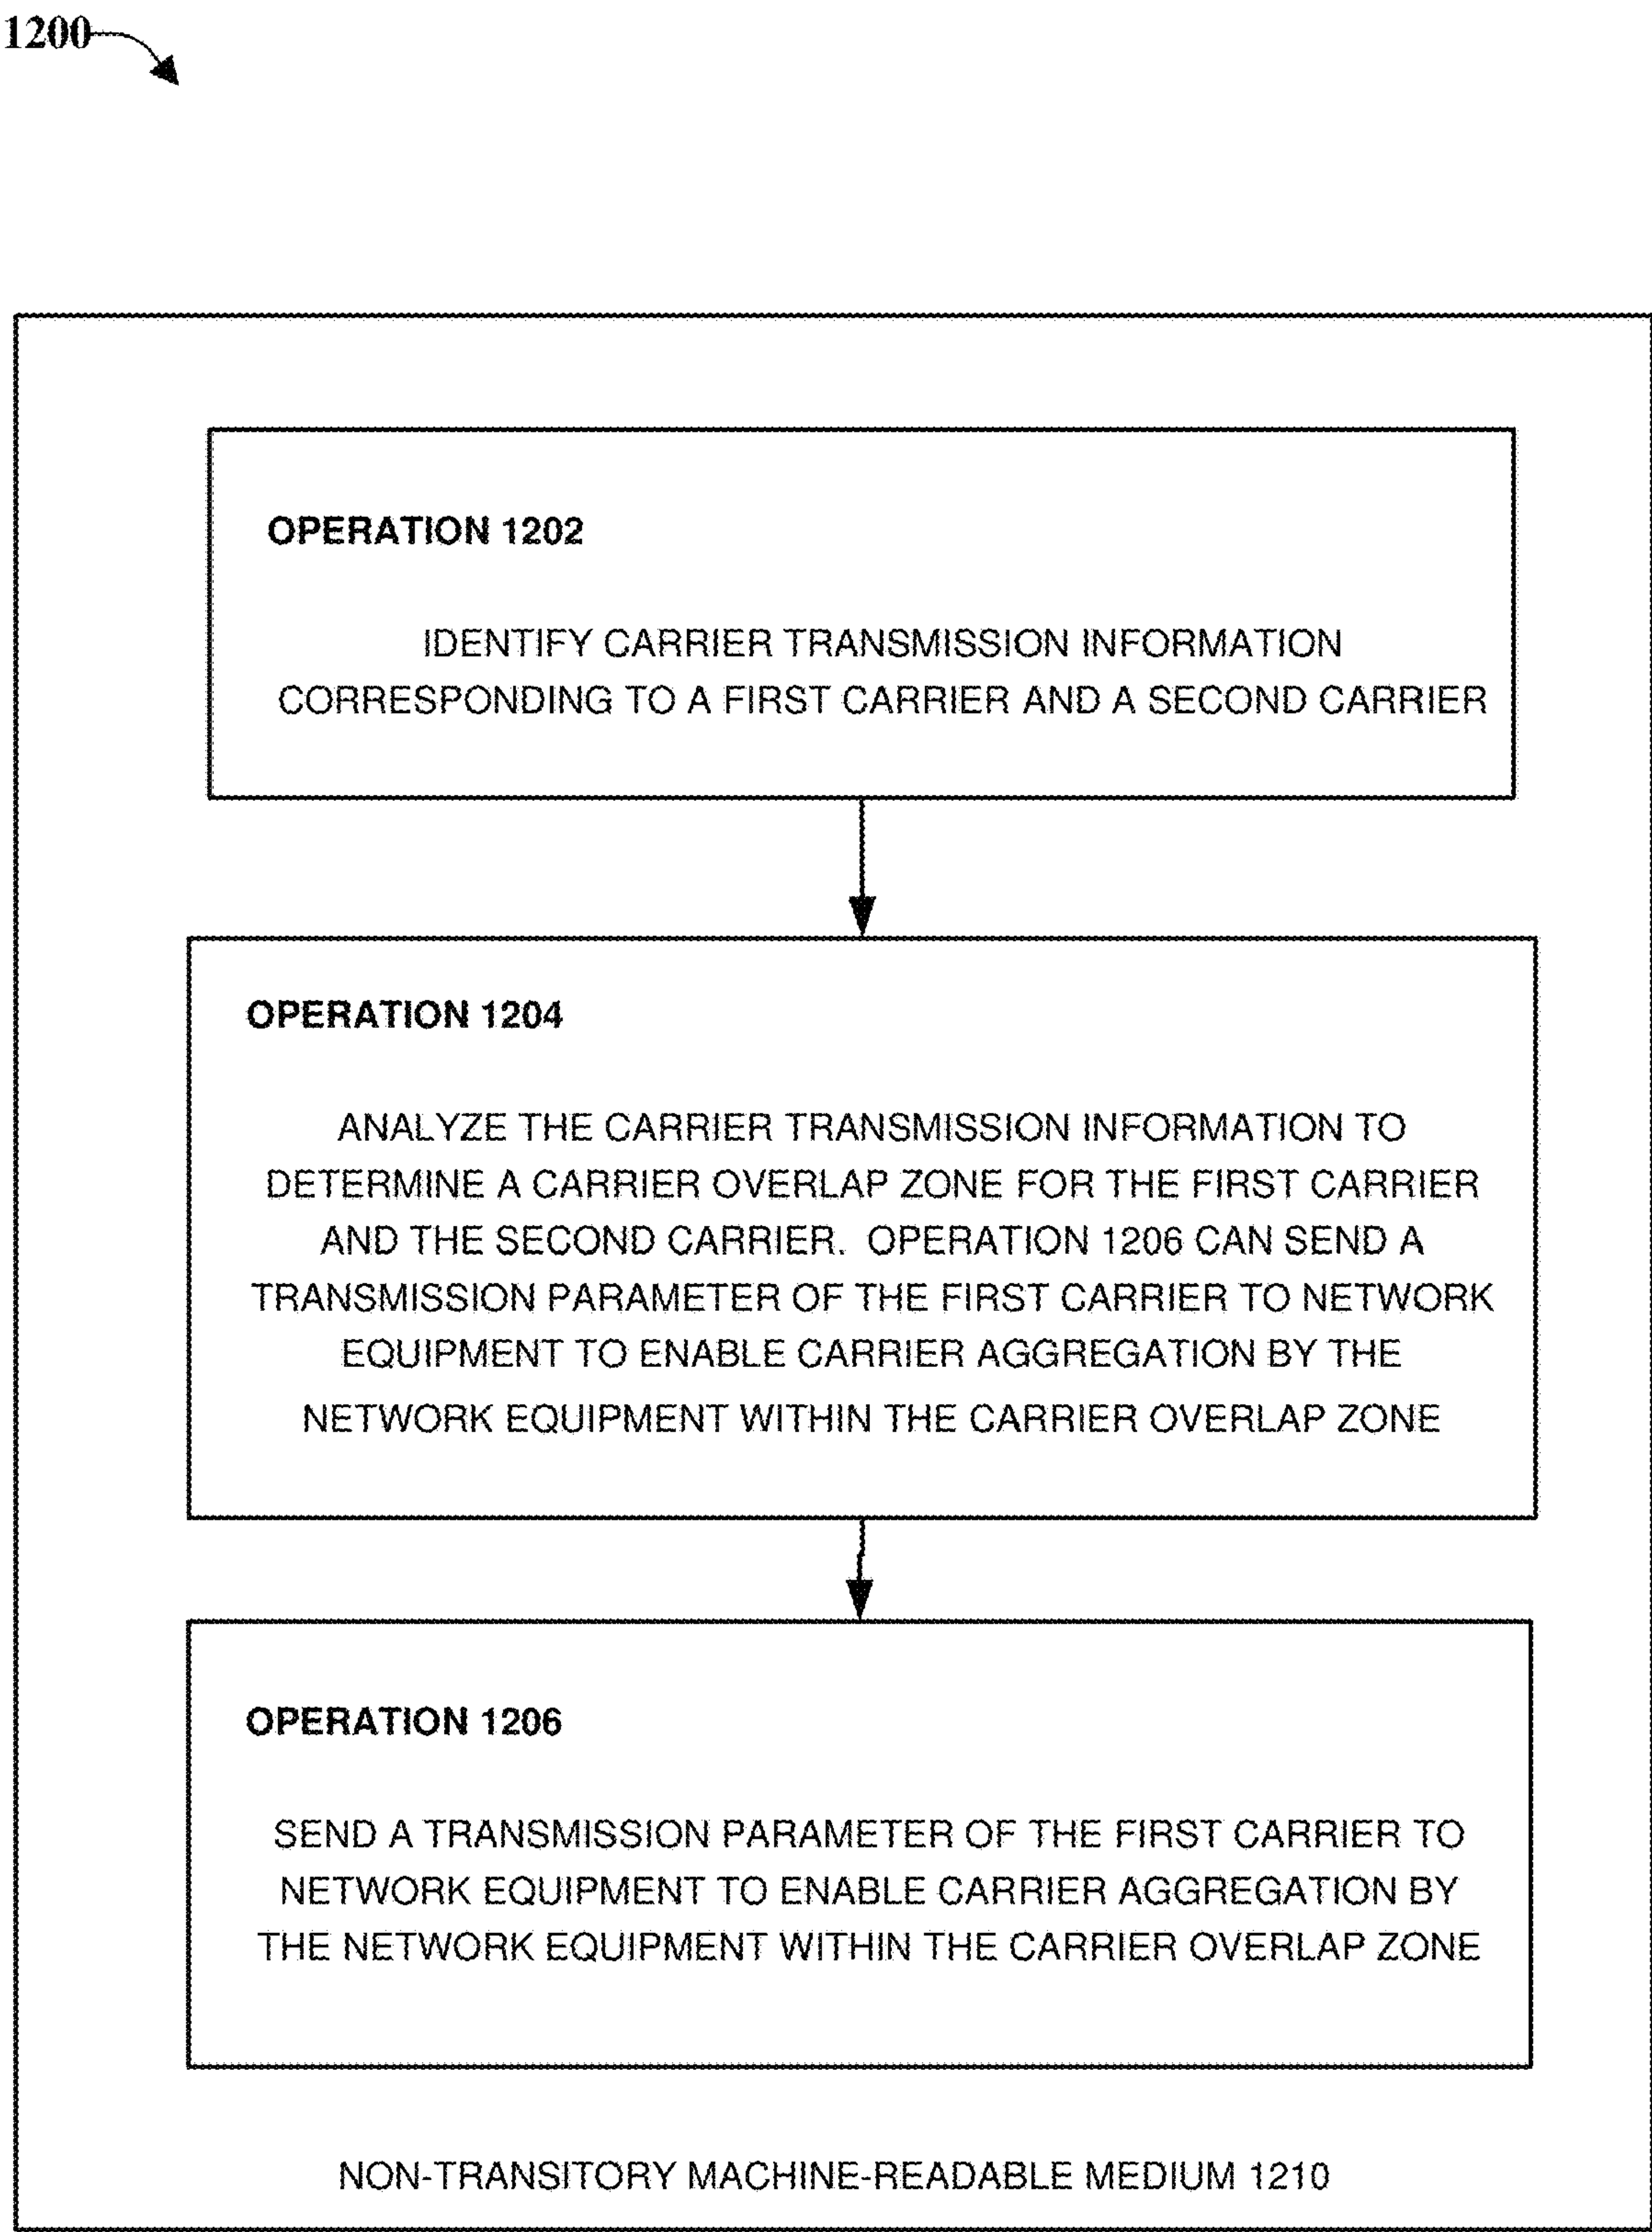 1200
OPERATION 1202
IDENTIFY CARRIER TRANSMISSION INFORMATION
CORRESPONDING TO A FIRST CARRIER AND A SECOND CARRIER
OPERATION 1204
ANALYZE THE CARRIER TRANSMISSION INFORMATION TO
DETERMINE A CARRIER OVERLAP ZONE FOR THE FIRST CARRIER
AND THE SECOND CARRIER. OPERATION 1206 CAN SEND A
TRANSMISSION PARAMETER OF THE FIRST CARRIER TO NETWORK
EQUIPMENT TO ENABLE CARRIER AGGREGATION BY THE
NETWORK EQUIPMENT WITHIN THE CARRIER OVERLAP ZONE
OPERATION 1206
SEND A TRANSMISSION PARAMETER OF THE FIRST CARRIER TO
NETWORK EQUIPMENT TO ENABLE CARRIER AGGREGATION BY
THE NETWORK EQUIPMENT WITHIN THE CARRIER OVERLAP ZONE
NON-TRANSITORY MACHINE-READABLE MEDIUM 1210